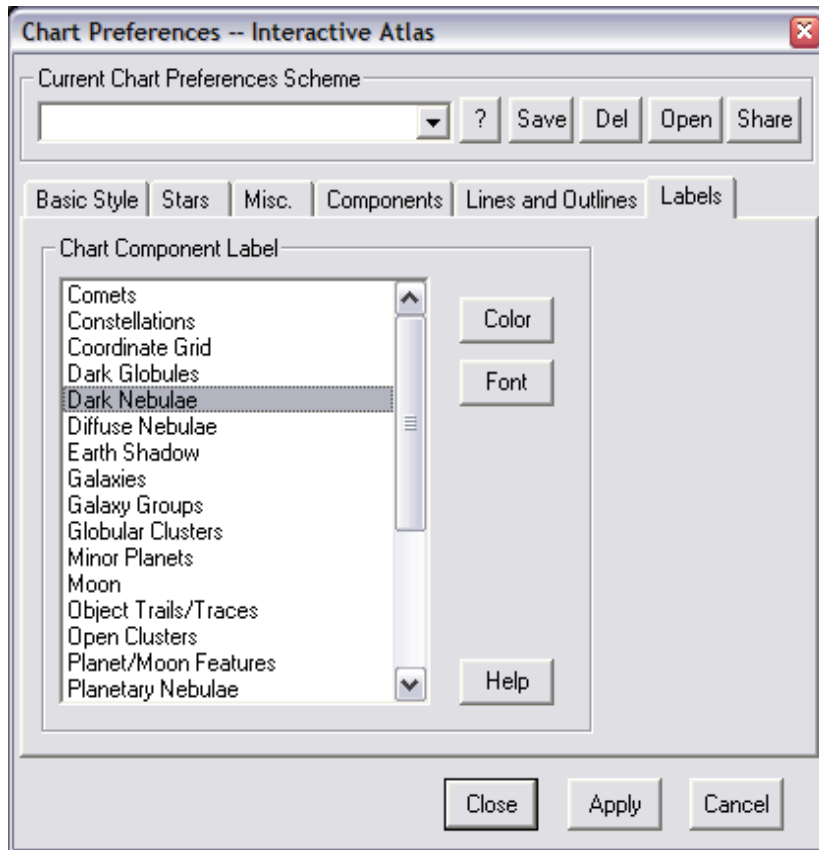 Chart Preferences -- Interactive Atlas
Current Chart Preferences Scheme
? Save Del Open Share
Basic Style Stars Misc. Components Lines and Outlines Labels
Chart Component Label
Comets
Constellations
Coordinate Grid
Dark Globules
Dark Nebulae
Diffuse Nebulae
Earth Shadow
Galaxies
Galaxy Groups
Globular Clusters
Minor Planets
Moon
Object Trails/Traces
Open Clusters
Planet/Moon Features
Planetary Nebulae
Color
Font
Help
Close Apply Cancel